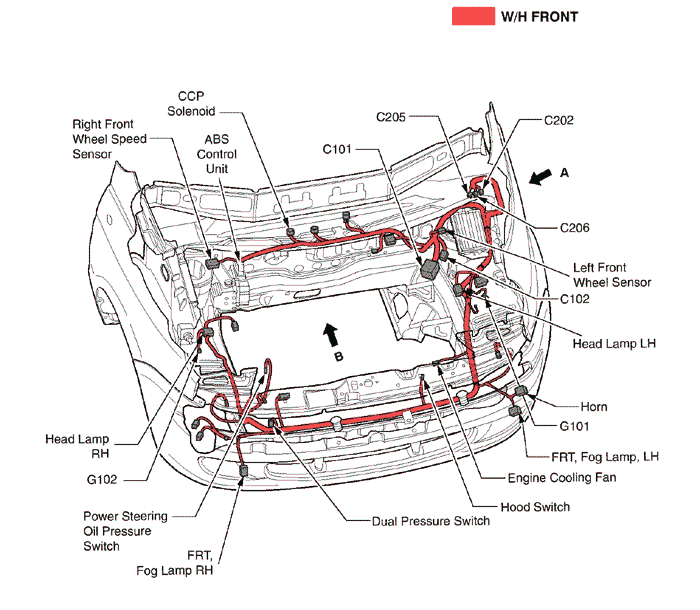 W/H FRONT
CCP
Solenoid
C205
C202
Right Front
Wheel Speed
Sensor
ABS
Control
Unit
C101
A
C206
Left Front
Wheel Sensor
C102
Head Lamp LH
B
Horn
G101
Head Lamp
RH
FRT, Fog Lamp, LH
G102
Engine Cooling Fan
Hood Switch
Power Steering
Oil Pressure
Switch
Dual Pressure Switch
FRT,
Fog Lamp RH